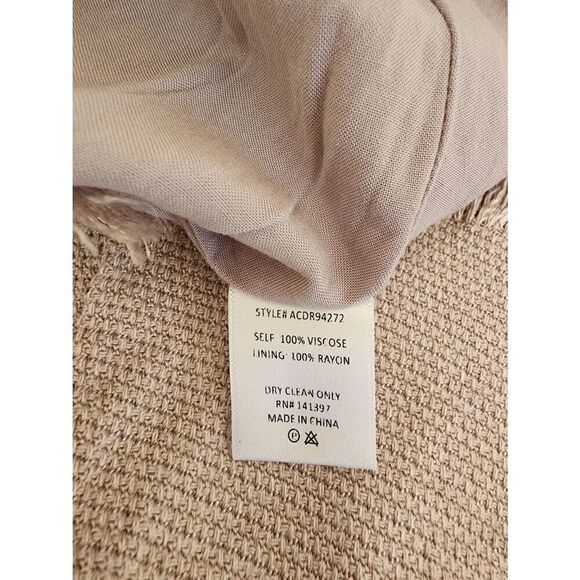 STYLE# ACDR94272
SELF: 100% VISCOSE
LINING: 100% RAYON
DRY CLEAN ONLY
RN# 141397
MADE IN CHINA
P